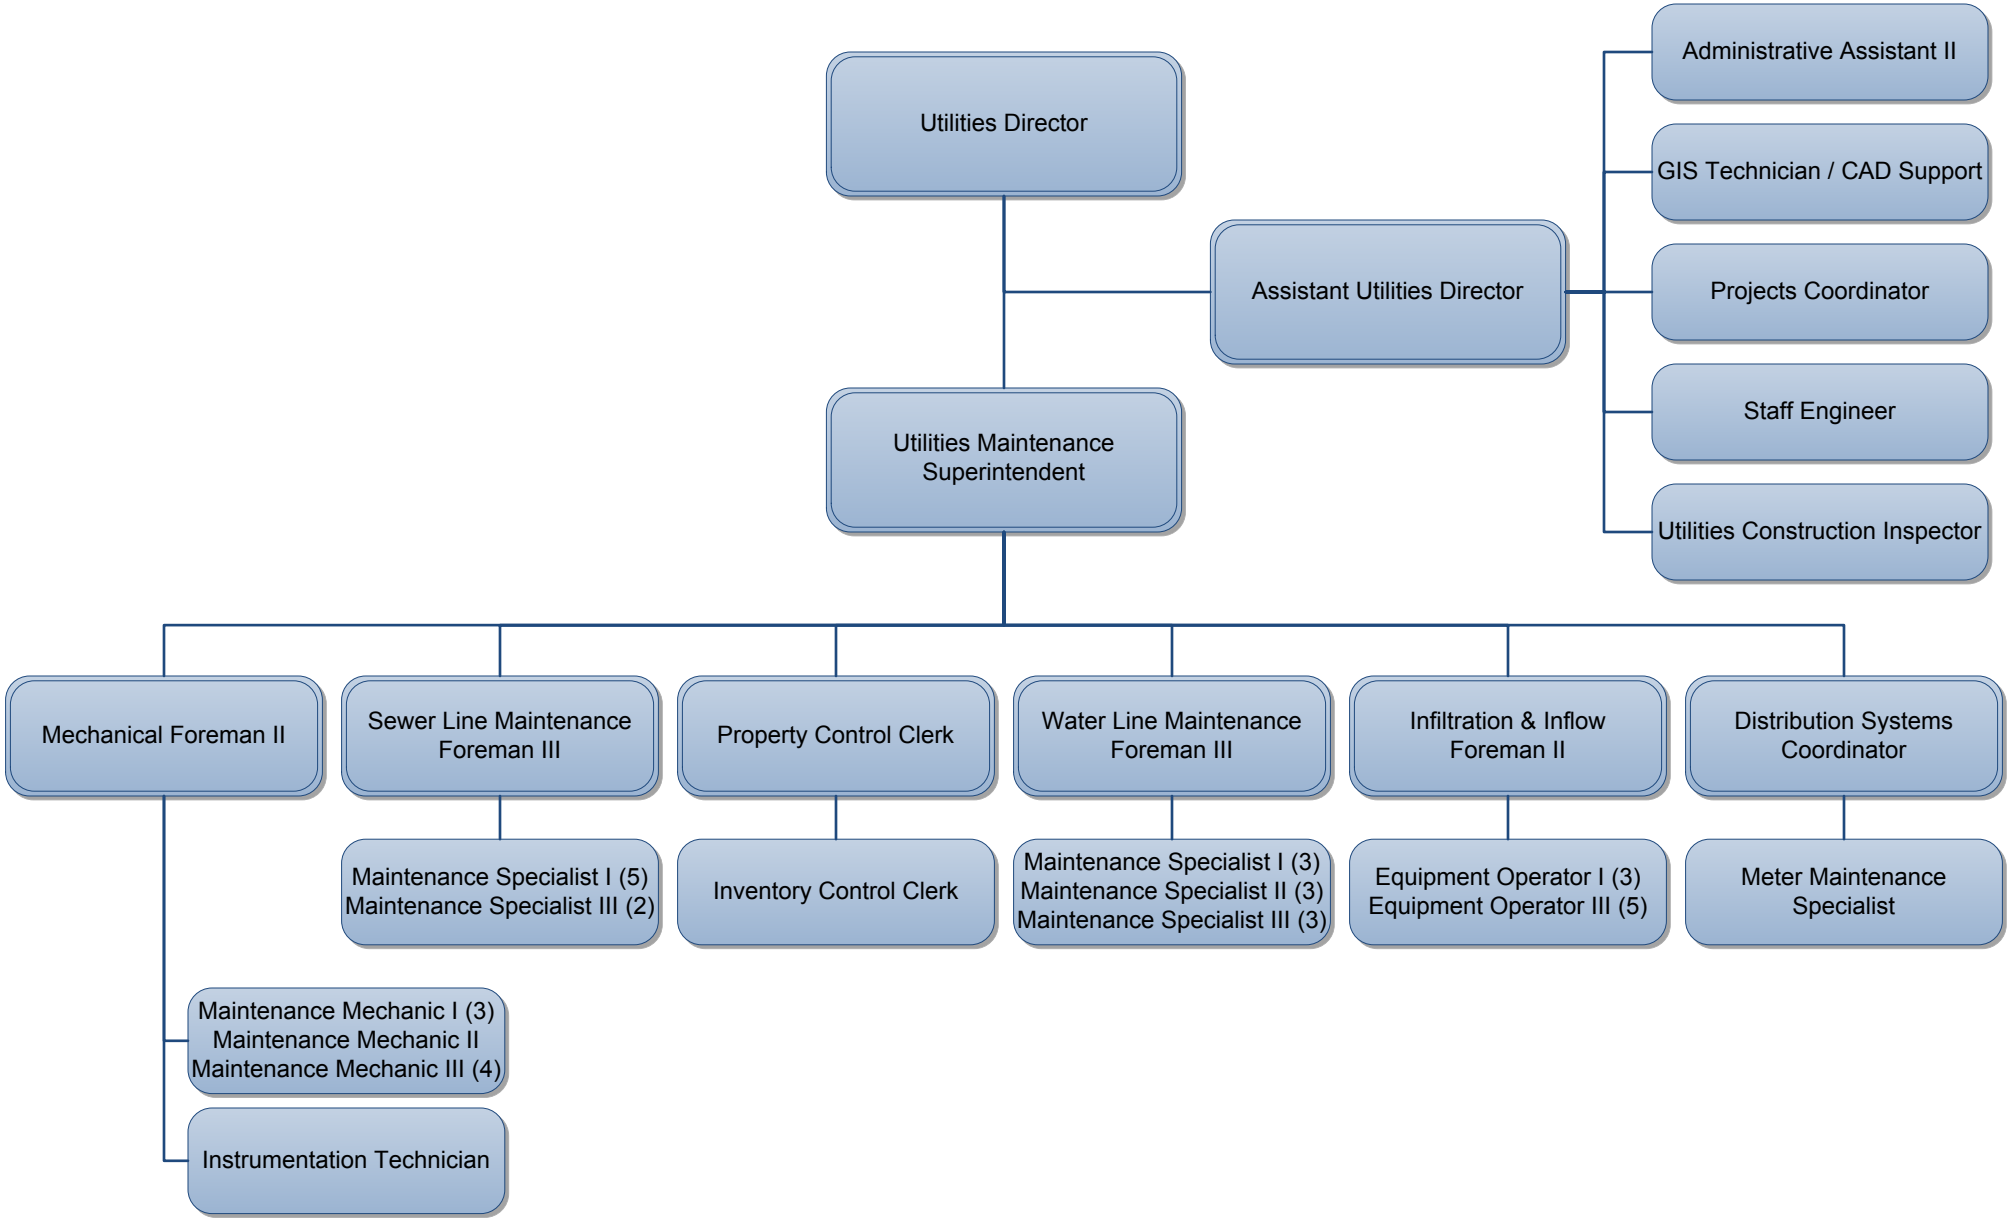 Utilities Director
Assistant Utilities Director
Administrative Assistant II
GIS Technician / CAD Support
Projects Coordinator
Staff Engineer
Utilities Construction Inspector
Utilities Maintenance
Superintendent
Mechanical Foreman II
Sewer Line Maintenance
Foreman III
Property Control Clerk
Water Line Maintenance
Foreman III
Infiltration & Inflow
Foreman II
Distribution Systems
Coordinator
Maintenance Specialist I (5)
Maintenance Specialist III (2)
Inventory Control Clerk
Maintenance Specialist I (3)
Maintenance Specialist II (3)
Maintenance Specialist III (3)
Equipment Operator I (3)
Equipment Operator III (5)
Meter Maintenance
Specialist
Maintenance Mechanic I (3)
Maintenance Mechanic II
Maintenance Mechanic III (4)
Instrumentation Technician